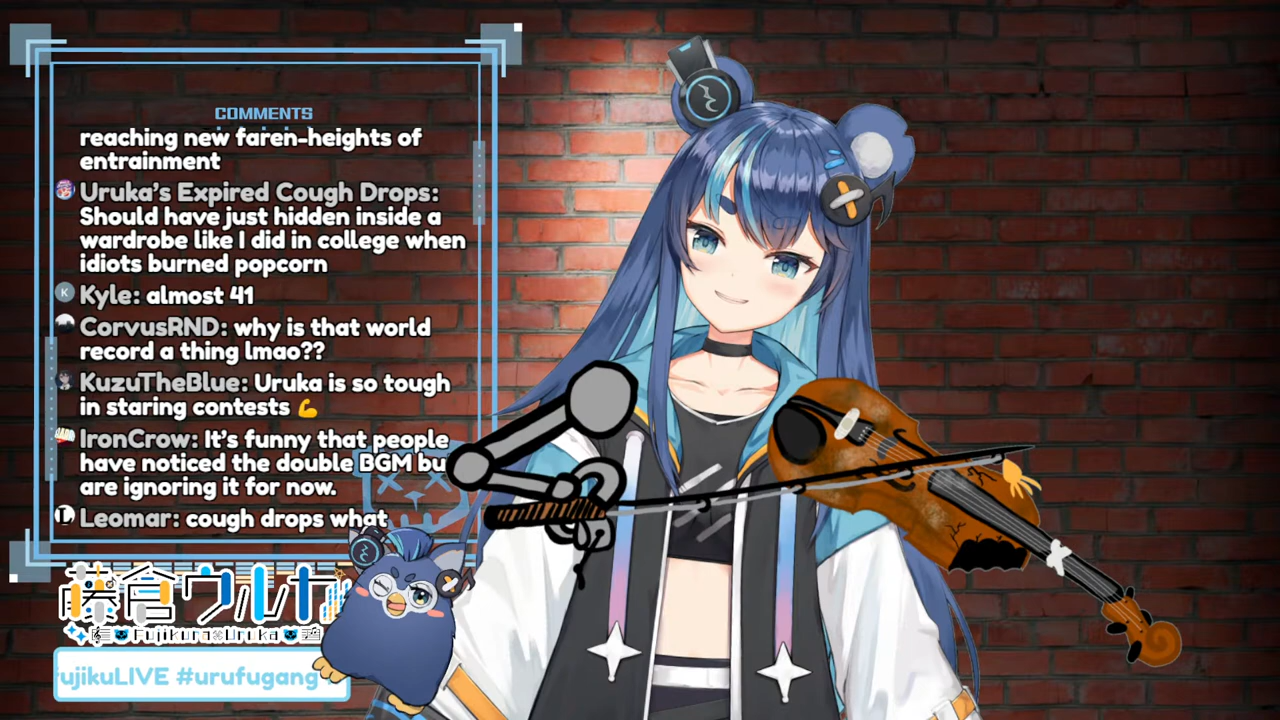 COMMENTS
reaching new faren-heights of
entrainment
Uruka's Expired Cough Drops:
Should have just hidden inside a
wardrobe like I did in college when
idiots burned popcorn
K Kyle: almost 41
CorvusRND: why is that world
record a thing lmao??
KuzuTheBlue: Uruka is so tough
in staring contests 💪
IronCrow: It's funny that people
have noticed the double BGM bu
are ignoring it for now.
L Leomar: cough drops what
藤倉ウルカ
Fujikura Uruka
ujikuLIVE #urufugang